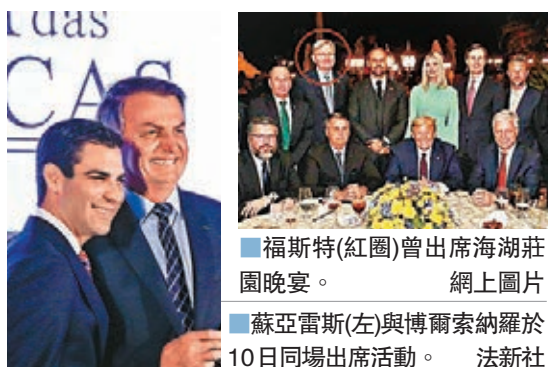 das
CAS
■福斯特(紅圈)曾出席海湖莊
園晚宴。 網上圖片
■蘇亞雷斯(左)與博爾索納羅於
10日同場出席活動。 法新社